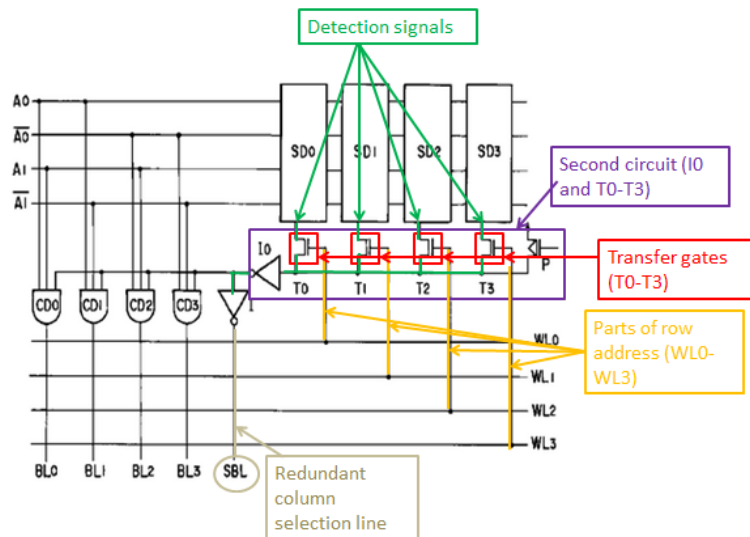 Detection signals
A0
A0
A1
A1
SD0 SD1 SD2 SD3
Second circuit (I0
and T0-T3)
I0
P
T0 T1 T2 T3
Transfer gates
(T0-T3)
CD0 CD1 CD2 CD3
I
Parts of row
address (WL0-
WL3)
WL0
WL1
WL2
WL3
BL0 BL1 BL2 BL3 SBL
Redundant
column
selection line